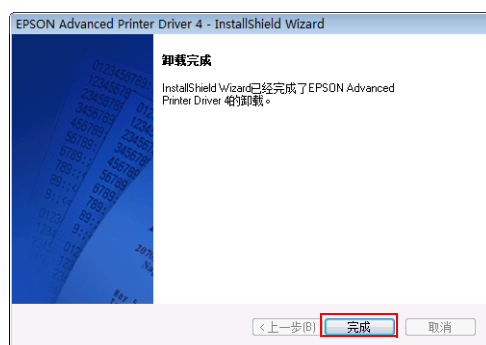 EPSON Advanced Printer Driver 4 - InstallShield Wizard
卸载完成
InstallShield Wizard已经完成了EPSON Advanced
Printer Driver 4的卸载。
<上一步(B)
完成
取消